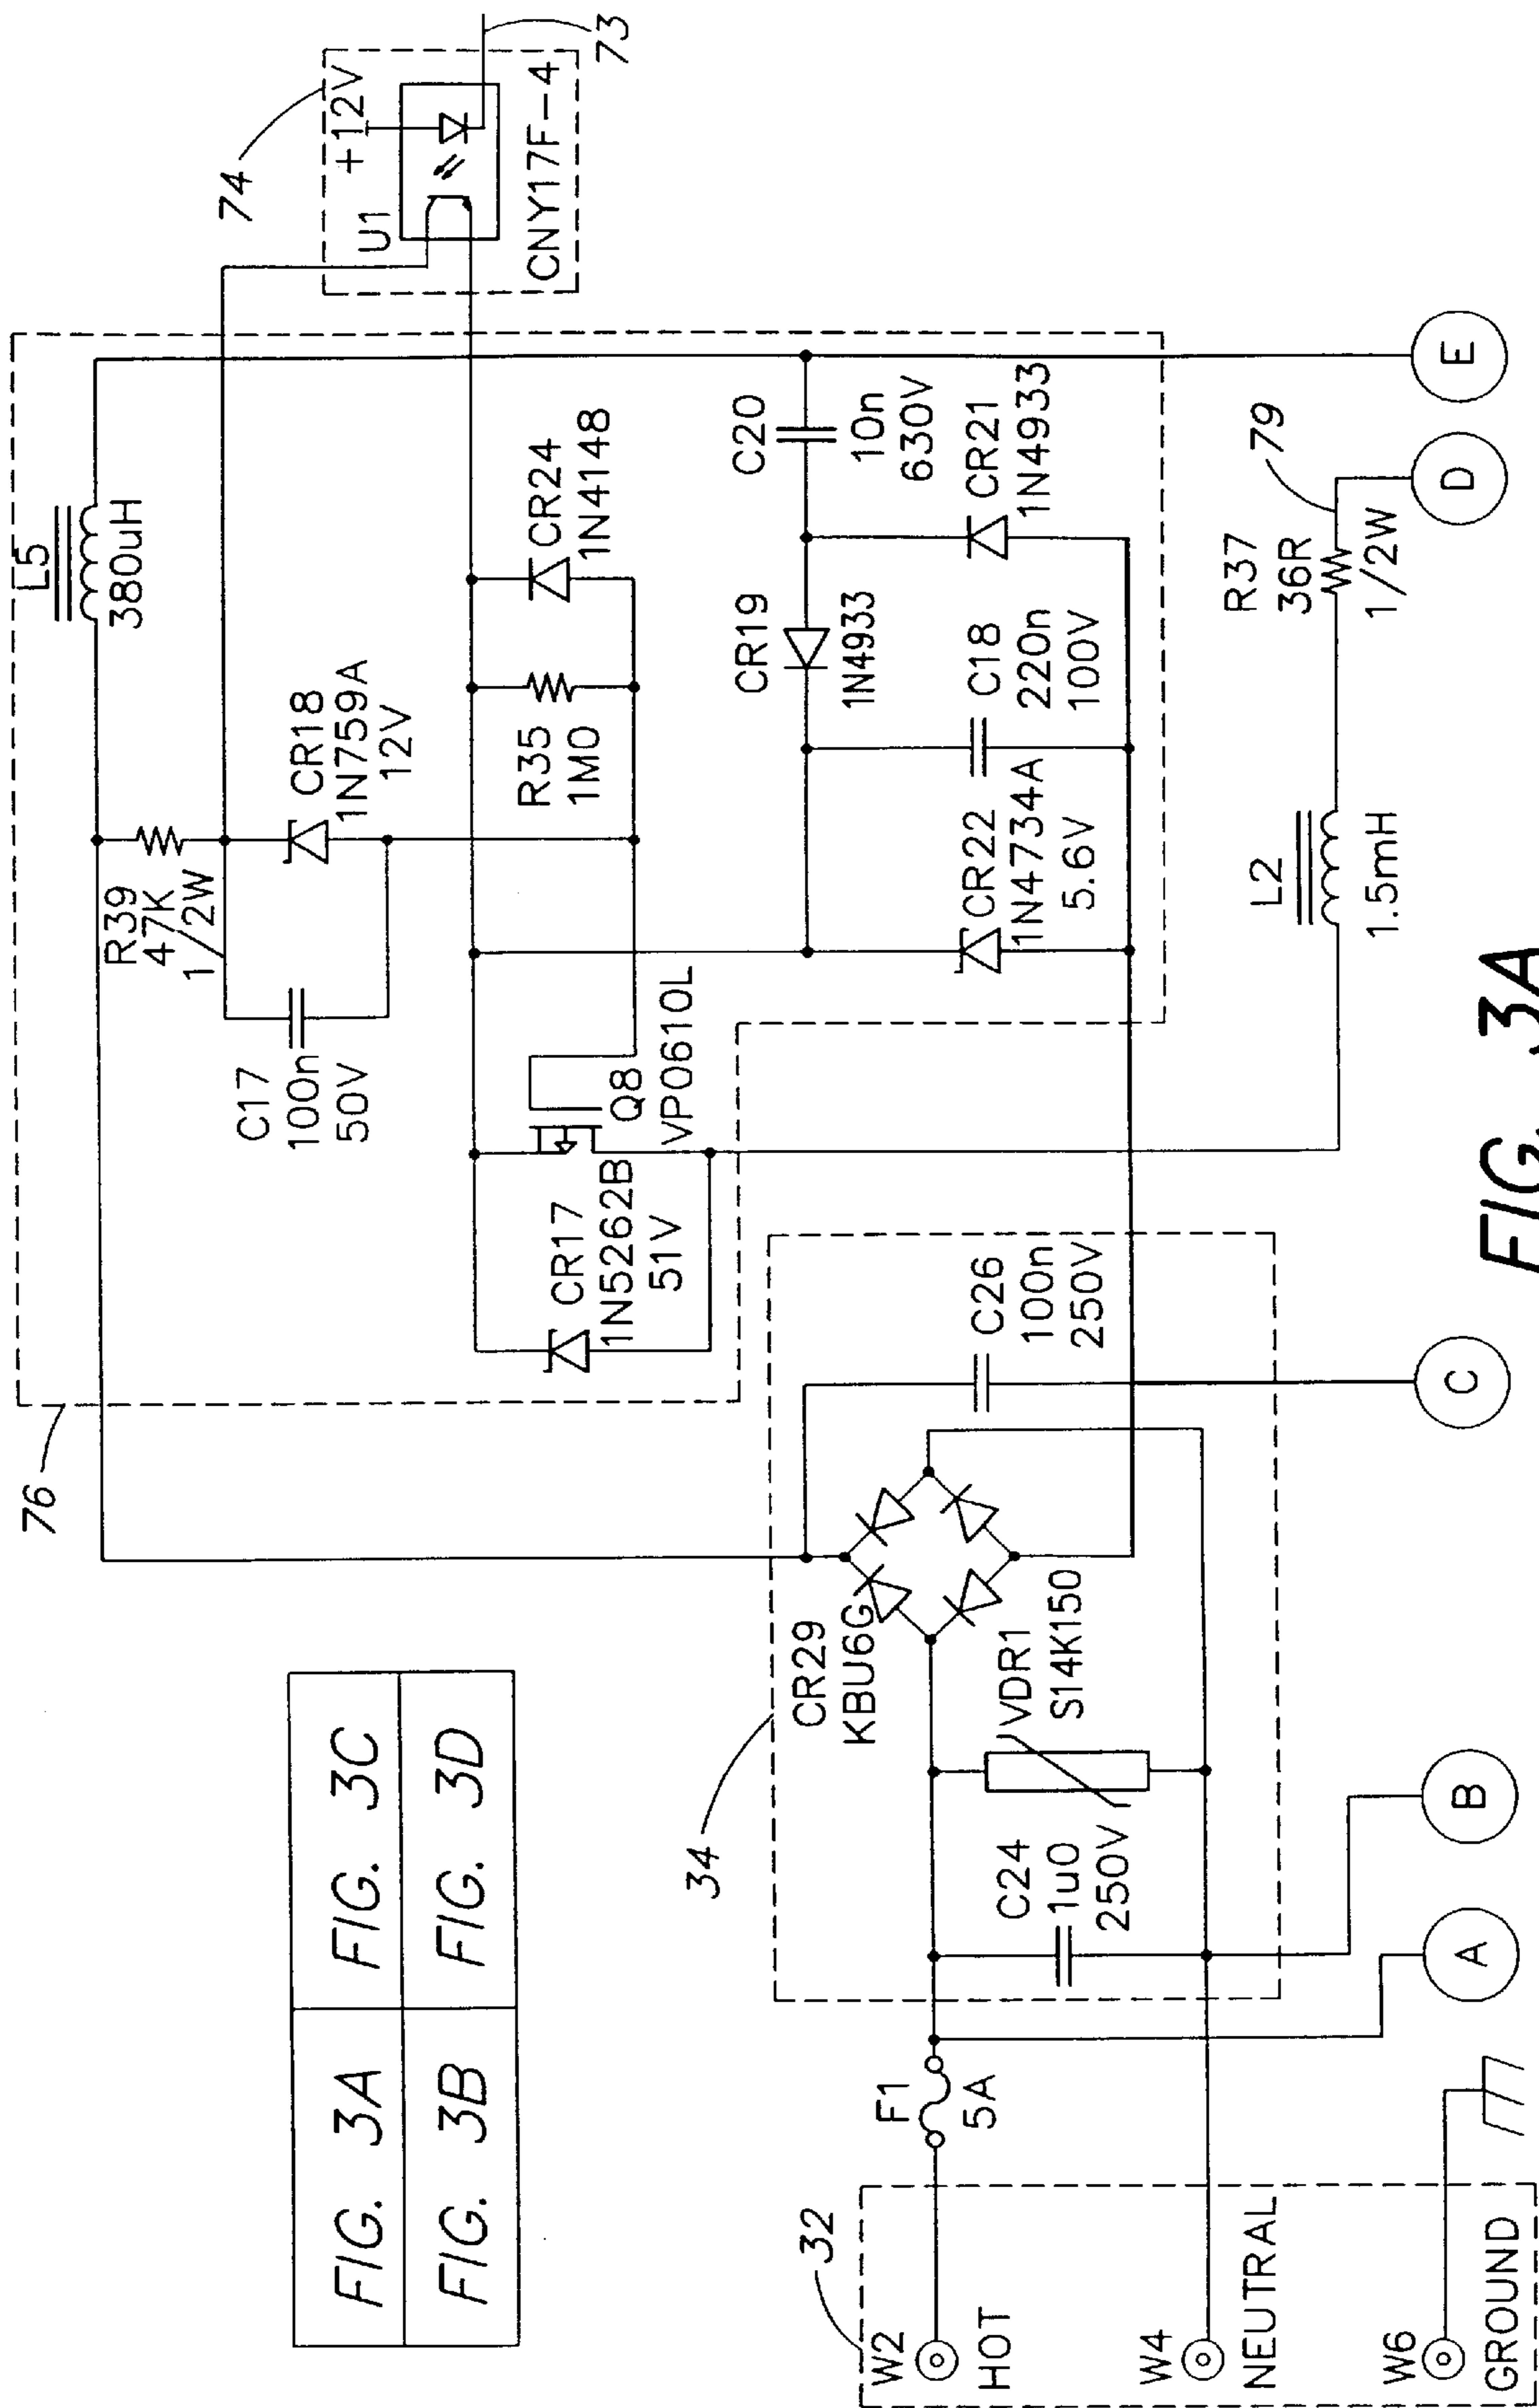 FIG. 3A
FIG. 3C
FIG. 3B
FIG. 3D
76
L5
380uH
R39
47K
1/2W
C17
100n
50V
CR18
1N759A
12V
74
U1
+12V
CNY17F-4
73
CR17
1N5262B
51V
Q8
VP0610L
R35
1M0
CR24
1N4148
CR19
1N4933
C20
10n
630V
CR22
1N4734A
5.6V
C18
220n
100V
CR21
1N4933
34
CR29
KBU6G
C26
100n
250V
C24
1u0
250V
VDR1
S14K150
L2
1.5mH
R37
36R
1/2W
79
32
W2
HOT
F1
5A
W4
NEUTRAL
W6
GROUND
A
B
C
D
E
FIG. 3A